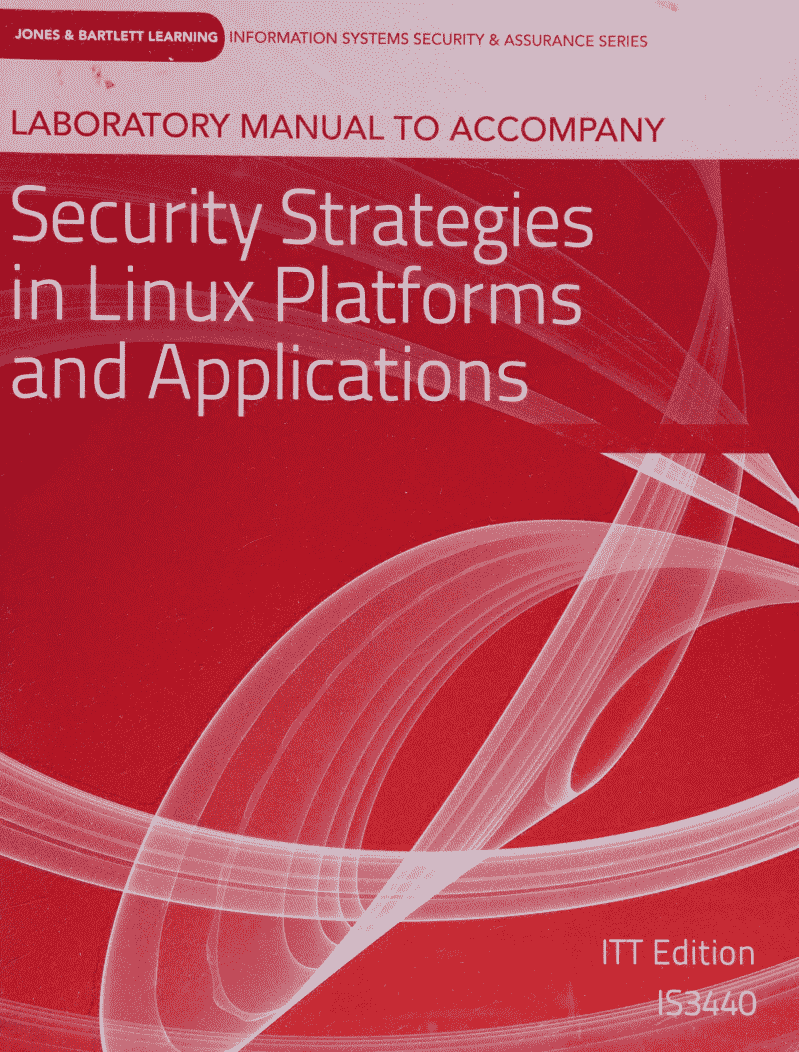 JONES & BARTLETT LEARNING INFORMATION SYSTEMS SECURITY & ASSURANCE SERIES
LABORATORY MANUAL TO ACCOMPANY
Security Strategies
in Linux Platforms
and Applications
ITT Edition
IS3440